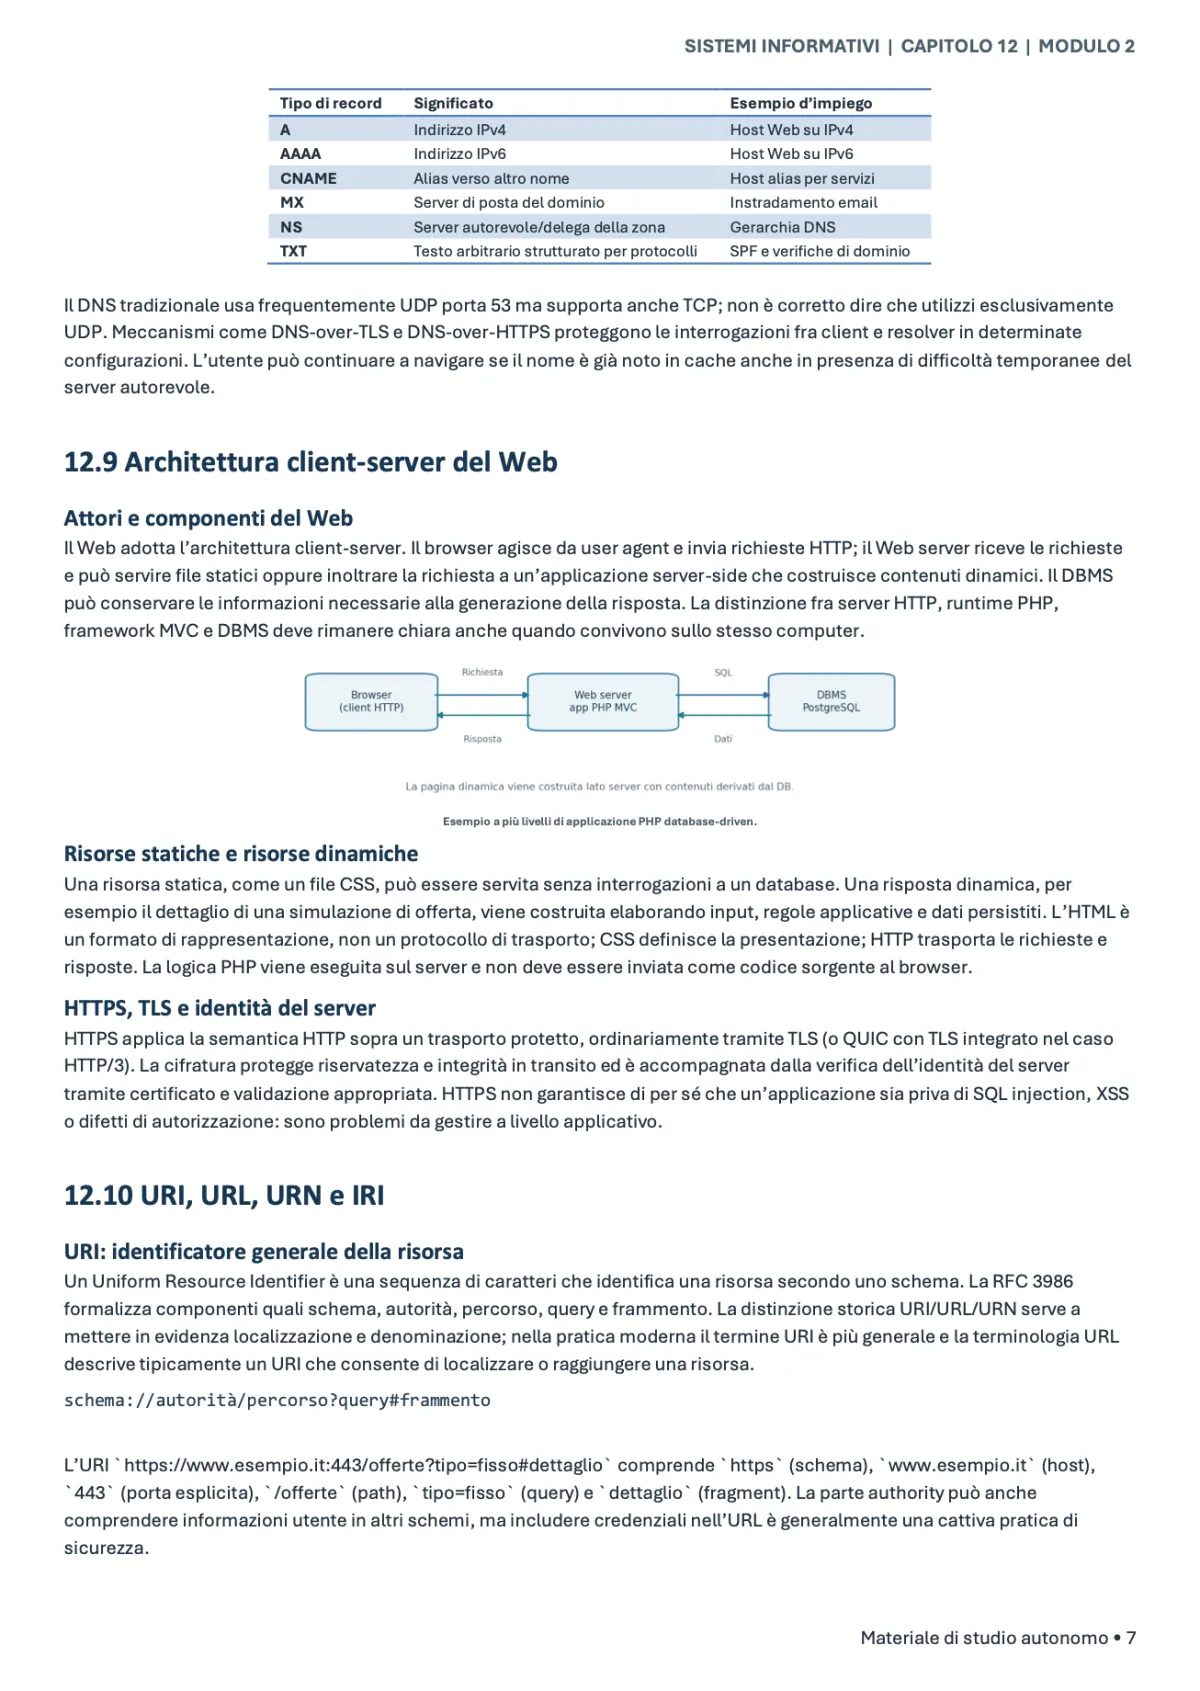 SISTEMI INFORMATIVI | CAPITOLO 12 | MODULO 2
Tipo di record Significato Esempio d’impiego
A Indirizzo IPv4 Host Web su IPv4
AAAA Indirizzo IPv6 Host Web su IPv6
CNAME Alias verso altro nome Host alias per servizi
MX Server di posta del dominio Instradamento email
NS Server autorevole/delega della zona Gerarchia DNS
TXT Testo arbitrario strutturato per protocolli SPF e verifiche di dominio
Il DNS tradizionale usa frequentemente UDP porta 53 ma supporta anche TCP; non è corretto dire che utilizzi esclusivamente
UDP. Meccanismi come DNS-over-TLS e DNS-over-HTTPS proteggono le interrogazioni fra client e resolver in determinate
configurazioni. L’utente può continuare a navigare se il nome è già noto in cache anche in presenza di difficoltà temporanee del
server autorevole.
12.9 Architettura client-server del Web
Attori e componenti del Web
Il Web adotta l’architettura client-server. Il browser agisce da user agent e invia richieste HTTP; il Web server riceve le richieste
e può servire file statici oppure inoltrare la richiesta a un’applicazione server-side che costruisce contenuti dinamici. Il DBMS
può conservare le informazioni necessarie alla generazione della risposta. La distinzione fra server HTTP, runtime PHP,
framework MVC e DBMS deve rimanere chiara anche quando convivono sullo stesso computer.
Richiesta SQL
Browser Web server DBMS
(client HTTP) app PHP MVC PostgreSQL
Risposta Dati
La pagina dinamica viene costruita lato server con contenuti derivati dal DB.
Esempio a più livelli di applicazione PHP database-driven.
Risorse statiche e risorse dinamiche
Una risorsa statica, come un file CSS, può essere servita senza interrogazioni a un database. Una risposta dinamica, per
esempio il dettaglio di una simulazione di offerta, viene costruita elaborando input, regole applicative e dati persistiti. L’HTML è
un formato di rappresentazione, non un protocollo di trasporto; CSS definisce la presentazione; HTTP trasporta le richieste e
risposte. La logica PHP viene eseguita sul server e non deve essere inviata come codice sorgente al browser.
HTTPS, TLS e identità del server
HTTPS applica la semantica HTTP sopra un trasporto protetto, ordinariamente tramite TLS (o QUIC con TLS integrato nel caso
HTTP/3). La cifratura protegge riservatezza e integrità in transito ed è accompagnata dalla verifica dell’identità del server
tramite certificato e validazione appropriata. HTTPS non garantisce di per sé che un’applicazione sia priva di SQL injection, XSS
o difetti di autorizzazione: sono problemi da gestire a livello applicativo.
12.10 URI, URL, URN e IRI
URI: identificatore generale della risorsa
Un Uniform Resource Identifier è una sequenza di caratteri che identifica una risorsa secondo uno schema. La RFC 3986
formalizza componenti quali schema, autorità, percorso, query e frammento. La distinzione storica URI/URL/URN serve a
mettere in evidenza localizzazione e denominazione; nella pratica moderna il termine URI è più generale e la terminologia URL
descrive tipicamente un URI che consente di localizzare o raggiungere una risorsa.
schema://autorità/percorso?query#frammento
L’URI `https://www.esempio.it:443/offerte?tipo=fisso#dettaglio` comprende `https` (schema), `www.esempio.it` (host),
`443` (porta esplicita), `/offerte` (path), `tipo=fisso` (query) e `dettaglio` (fragment). La parte authority può anche
comprendere informazioni utente in altri schemi, ma includere credenziali nell’URL è generalmente una cattiva pratica di
sicurezza.
Materiale di studio autonomo • 7